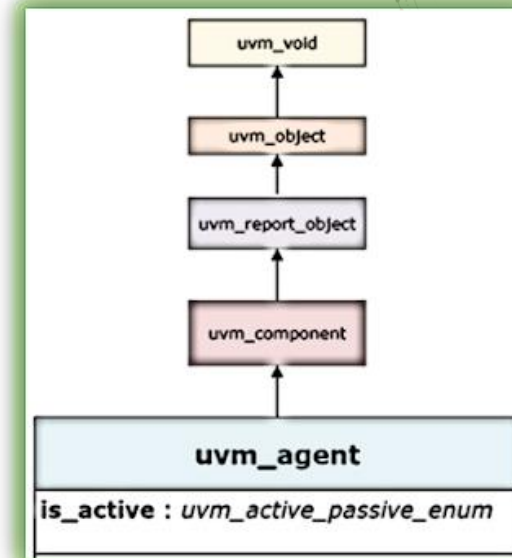 uvm_void
uvm_object
uvm_report_object
uvm_component
uvm_agent
is_active : uvm_active_passive_enum